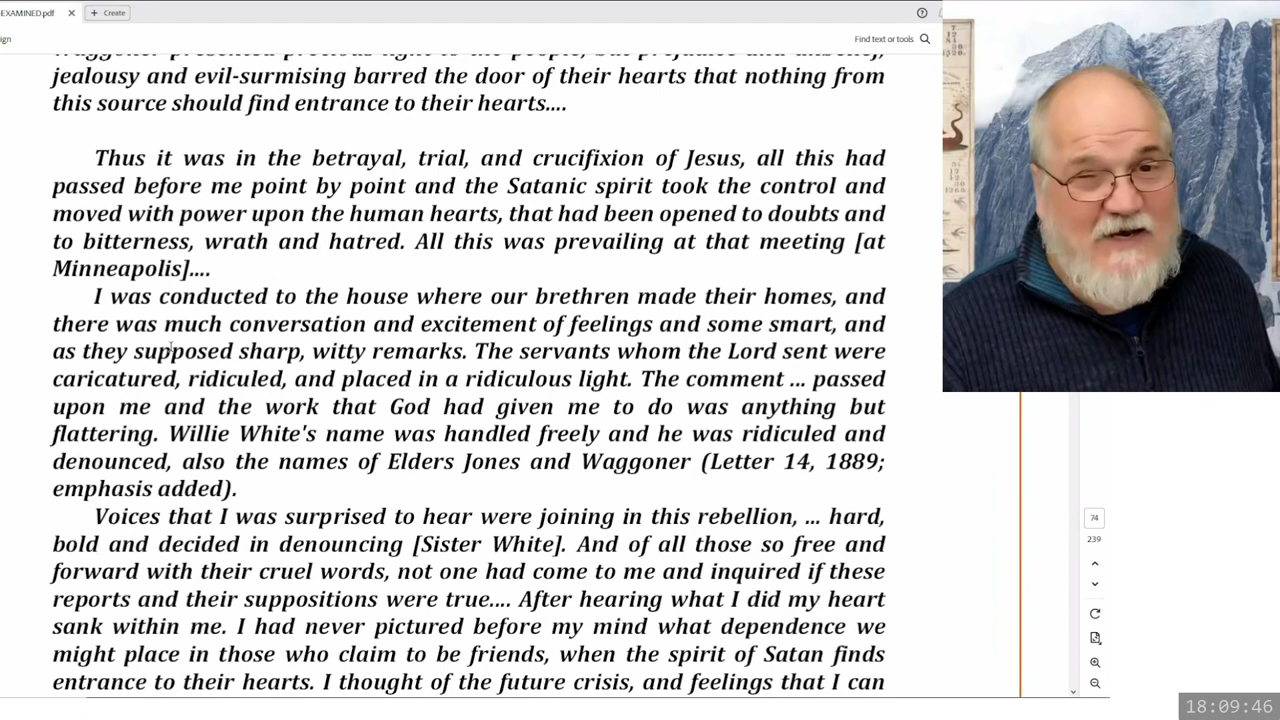 EXAMINED.pdf
Create
gn
Find text or tools
jealousy and evil-surmising barred the door of their hearts that nothing from
this source should find entrance to their hearts....
Thus it was in the betrayal, trial, and crucifixion of Jesus, all this had
passed before me point by point and the Satanic spirit took the control and
moved with power upon the human hearts, that had been opened to doubts and
to bitterness, wrath and hatred. All this was prevailing at that meeting [at
Minneapolis]....
I was conducted to the house where our brethren made their homes, and
there was much conversation and excitement of feelings and some smart, and
as they supposed sharp, witty remarks. The servants whom the Lord sent were
caricatured, ridiculed, and placed in a ridiculous light. The comment ... passed
upon me and the work that God had given me to do was anything but
flattering. Willie White's name was handled freely and he was ridiculed and
denounced, also the names of Elders Jones and Waggoner (Letter 14, 1889;
emphasis added).
Voices that I was surprised to hear were joining in this rebellion, ... hard,
bold and decided in denouncing [Sister White]. And of all those so free and
forward with their cruel words, not one had come to me and inquired if these
reports and their suppositions were true.... After hearing what I did my heart
sank within me. I had never pictured before my mind what dependence we
might place in those who claim to be friends, when the spirit of Satan finds
entrance to their hearts. I thought of the future crisis, and feelings that I can
74
239
18:09:46